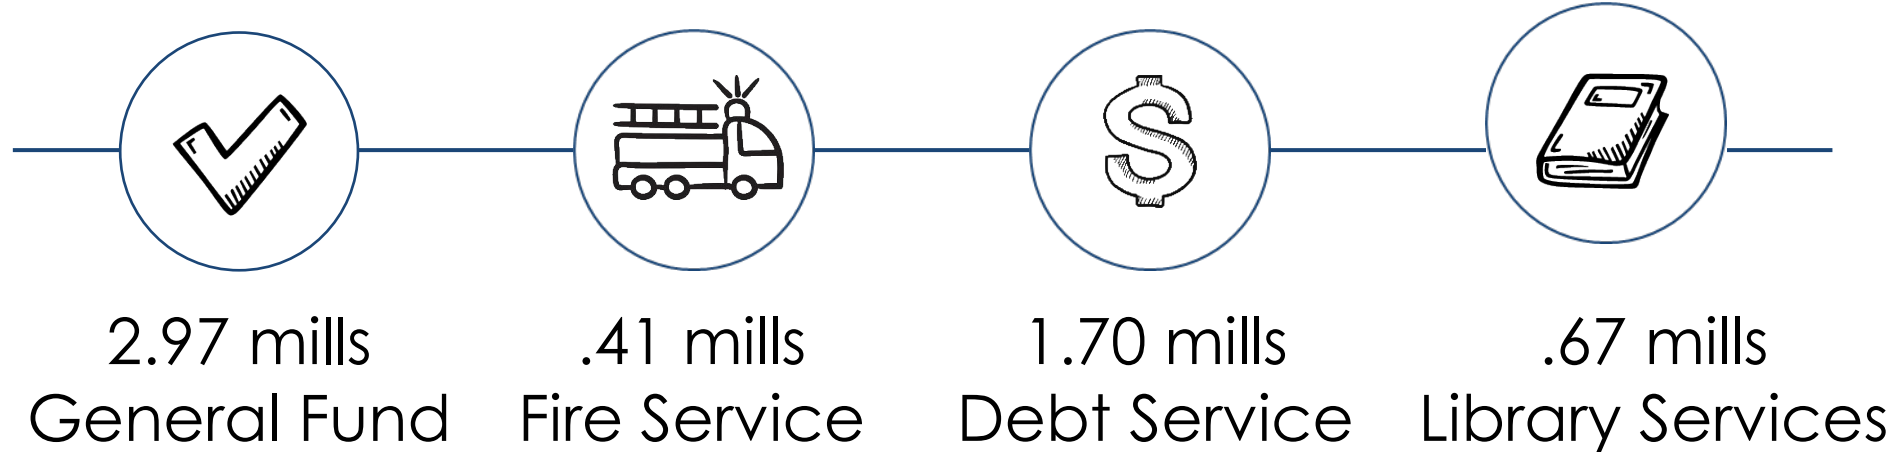 2.97 mills
General Fund
.41 mills
Fire Service
1.70 mills
Debt Service
.67 mills
Library Services